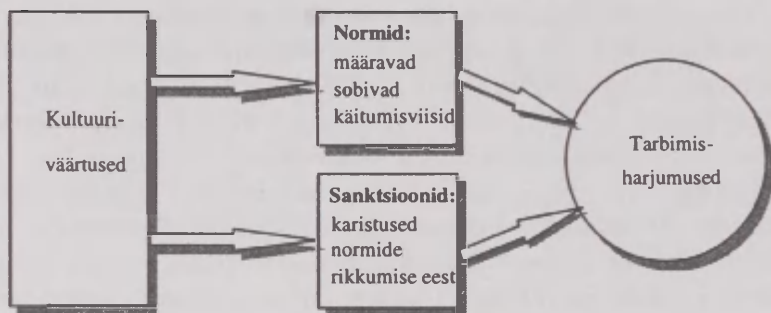 Kultuuri-
väärtused
Normid:
määravad
sobivad
käitumisviisid
Sanktsioonid:
karistused
normide
rikkumise eest
Tarbimis-
harjumused